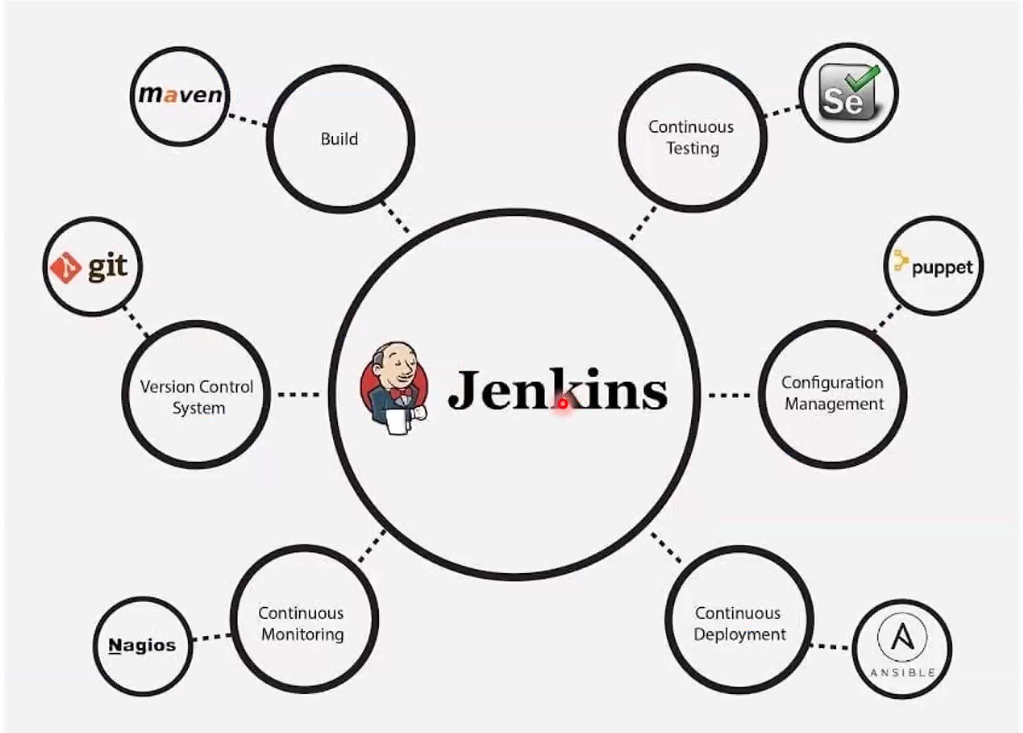 maven
Build
Continuous
Testing
Se
git
puppet
Version Control
System
Jenkins
Configuration
Management
Continuous
Monitoring
Nagios
Continuous
Deployment
A
ANSIBLE